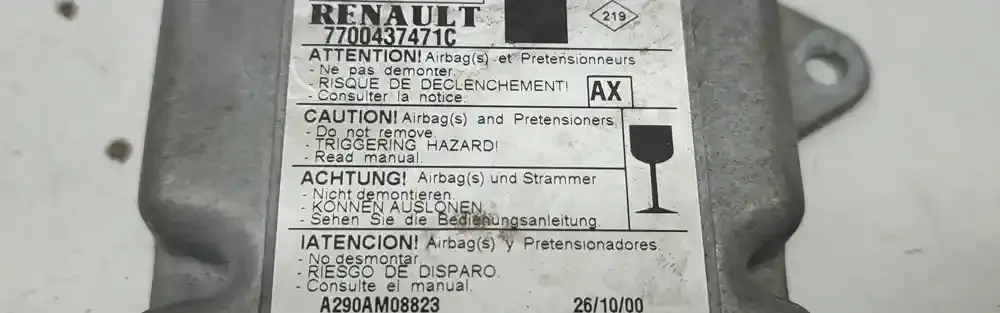 RENAULT
219
7700437471C
ATTENTION! Airbag(s) et Pretensionneurs
- Ne pas demonter.
- RISQUE DE DECLENCHEMENT!
- Consulter la notice.
AX
CAUTION! Airbag(s) and Pretensioners
- Do not remove.
- TRIGGERING HAZARD!
- Read manual.
ACHTUNG! Airbag(s) und Strammer
- Nicht demontieren.
- KONNEN AUSLONEN
- Sehen Sie die Bedienungsanleitung.
IATENCION! Airbag(s) y Pretensionadores.
- No desmontar
- RIESGO DE DISPARO.
- Consulte el manual.
A290AM08823 26/10/00